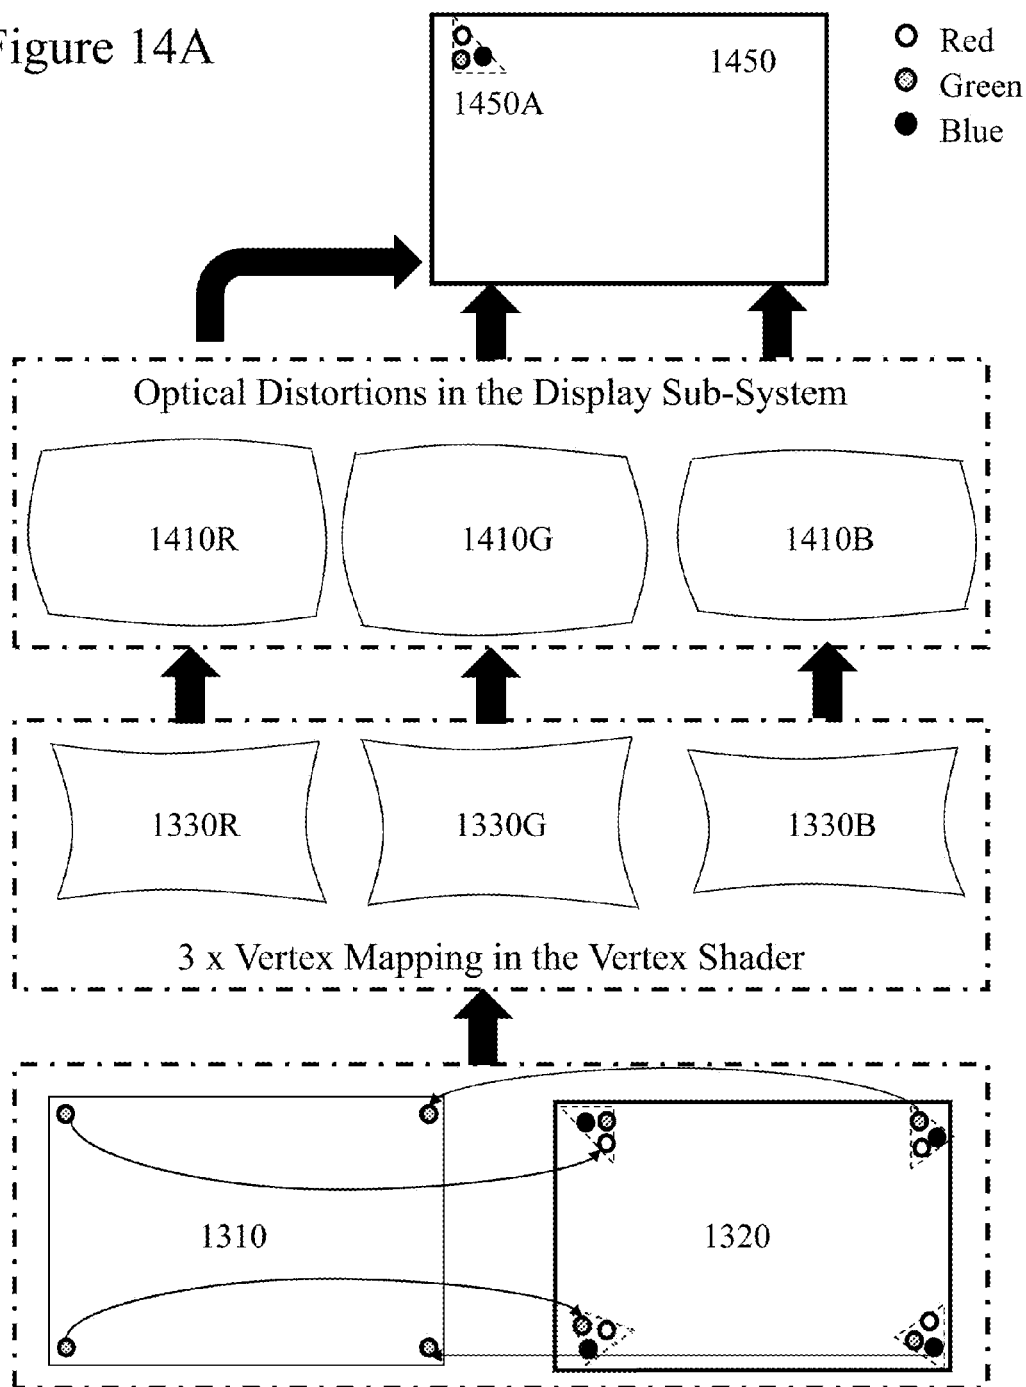 Figure 14A
1450
1450A
Red
Green
Blue
Optical Distortions in the Display Sub-System
1410R
1410G
1410B
1330R
1330G
1330B
3 x Vertex Mapping in the Vertex Shader
1310
1320